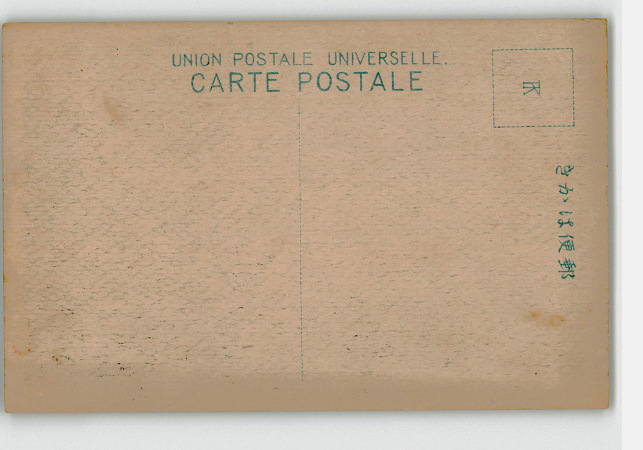 UNION POSTALE UNIVERSELLE.
CARTE POSTALE
きかは便郵